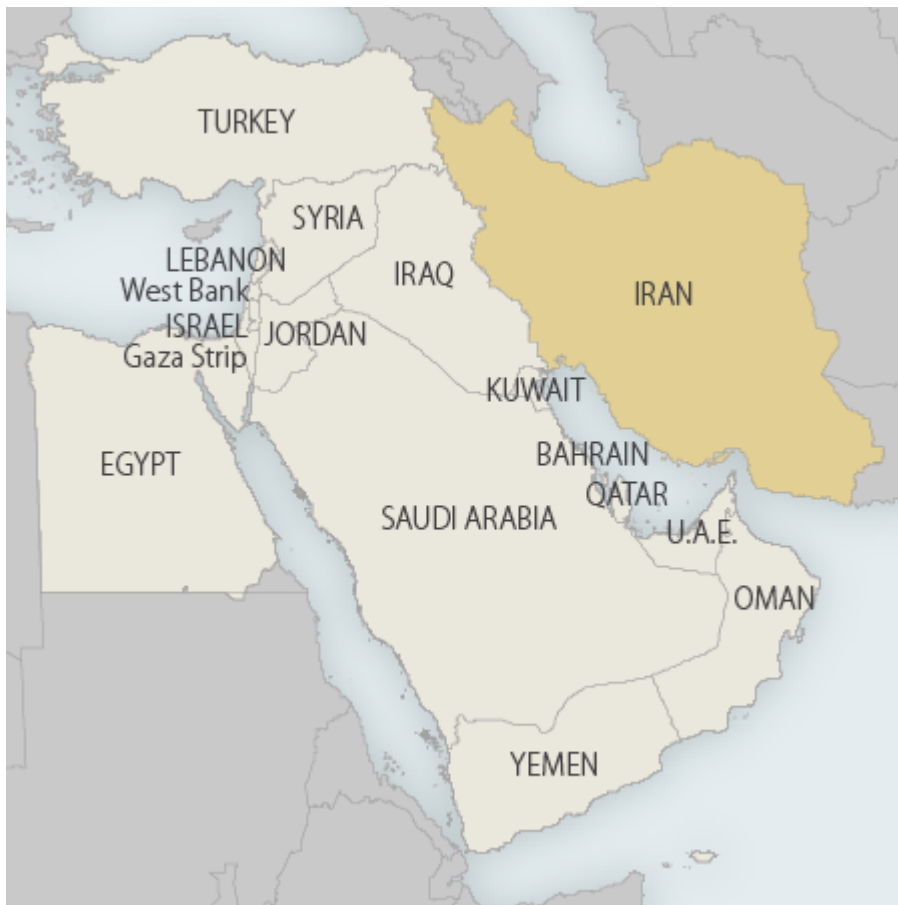 TURKEY
SYRIA
LEBANON
IRAQ
IRAN
West Bank
ISRAEL
JORDAN
Gaza Strip
KUWAIT
BAHRAIN
EGYPT
QATAR
SAUDI ARABIA
U.A.E.
OMAN
YEMEN